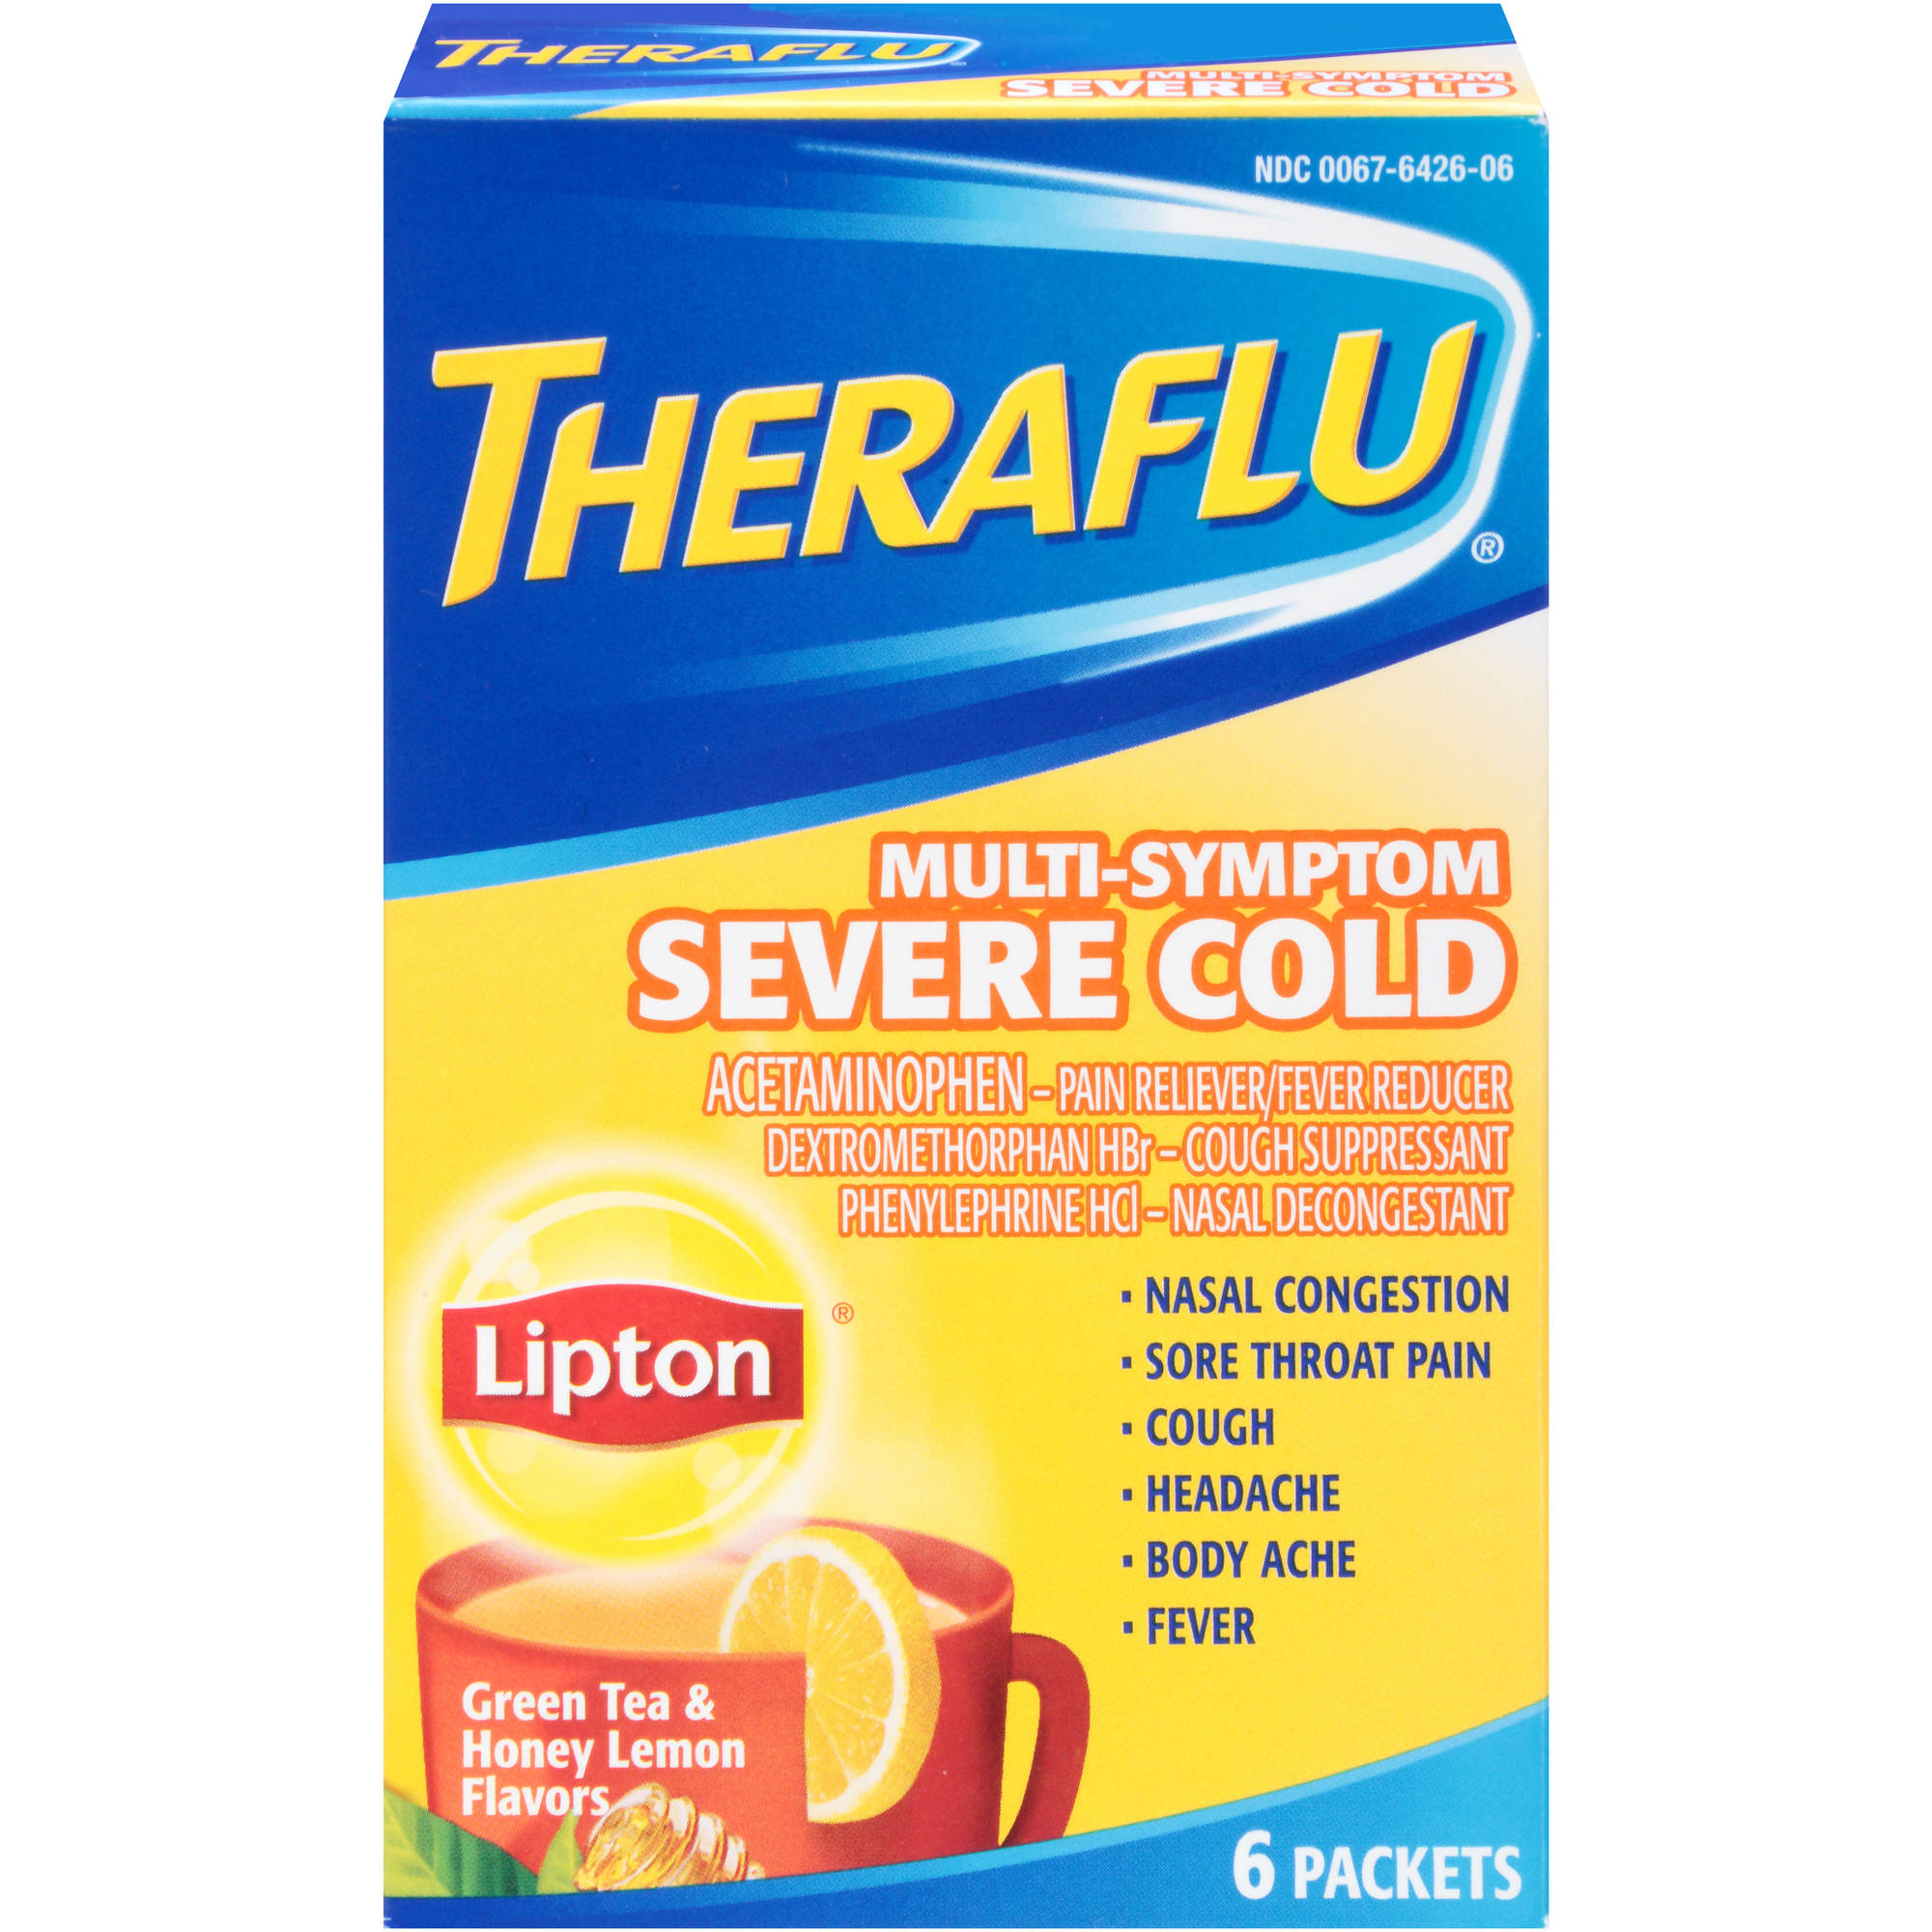 THERAFLU
MULTI-SYMPTOM
SEVERE COLD
NDC 0067-6426-06
THERAFLU®
MULTI-SYMPTOM
SEVERE COLD
ACETAMINOPHEN – PAIN RELIEVER/FEVER REDUCER
DEXTROMETHORPHAN HBr – COUGH SUPPRESSANT
PHENYLEPHRINE HCl – NASAL DECONGESTANT
Lipton®
▪ NASAL CONGESTION
▪ SORE THROAT PAIN
▪ COUGH
▪ HEADACHE
▪ BODY ACHE
▪ FEVER
Green Tea &
Honey Lemon
Flavors
6 PACKETS